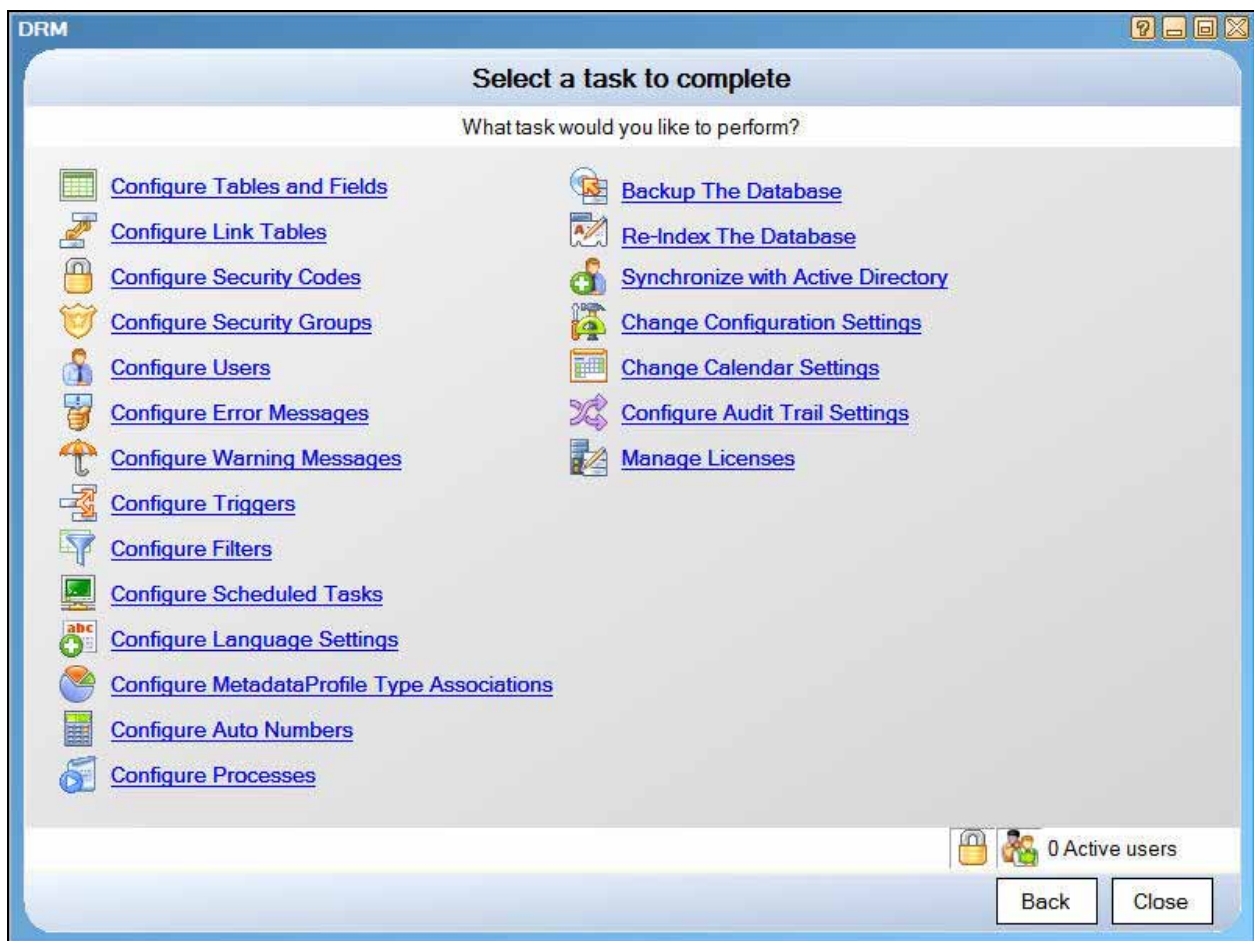 DRM
Select a task to complete
What task would you like to perform?
Configure Tables and Fields
Configure Link Tables
Configure Security Codes
Configure Security Groups
Configure Users
Configure Error Messages
Configure Warning Messages
Configure Triggers
Configure Filters
Configure Scheduled Tasks
abc
Configure Language Settings
Configure MetadataProfile Type Associations
Configure Auto Numbers
Configure Processes
Backup The Database
Re-Index The Database
Synchronize with Active Directory
Change Configuration Settings
Change Calendar Settings
Configure Audit Trail Settings
Manage Licenses
0 Active users
Back
Close